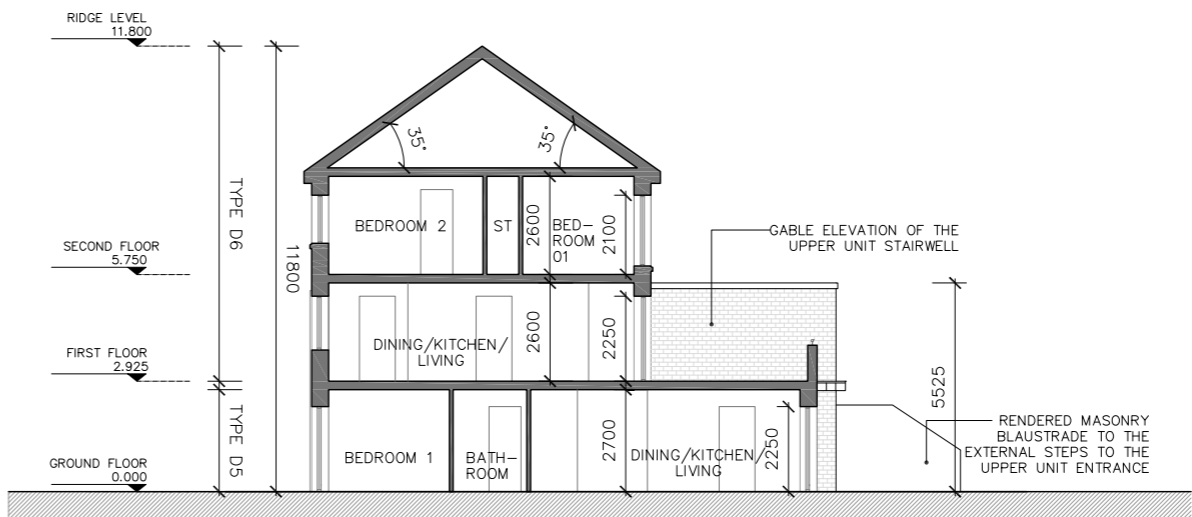 RIDGE LEVEL
11.800
35°
35°
TYPE D6
11800
BEDROOM 2
ST
2600
BED-
ROOM
01
2100
GABLE ELEVATION OF THE
UPPER UNIT STAIRWELL
SECOND FLOOR
5.750
DINING/KITCHEN/
LIVING
2600
2250
FIRST FLOOR
2.925
5525
TYPE D5
BEDROOM 1
BATH-
ROOM
2700
DINING/KITCHEN/
LIVING
2250
RENDERED MASONRY
BLAUSTRADE TO THE
EXTERNAL STEPS TO THE
UPPER UNIT ENTRANCE
GROUND FLOOR
0.000